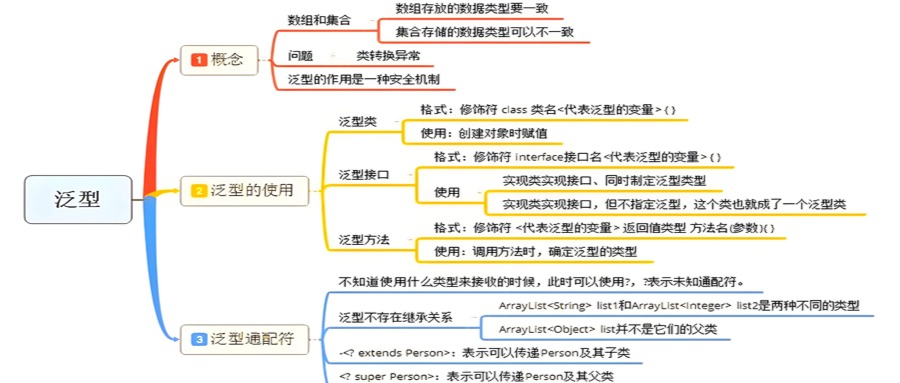 泛型
1 概念
数组和集合
数组存放的数据类型要一致
集合存储的数据类型可以不一致
问题
类转换异常
泛型的作用是一种安全机制
2 泛型的使用
泛型类
格式：修饰符 class 类名<代表泛型的变量> { }
使用：创建对象时赋值
泛型接口
格式：修饰符 interface接口名<代表泛型的变量> { }
使用
实现类实现接口、同时制定泛型类型
实现类实现接口，但不指定泛型，这个类也就成了一个泛型类
泛型方法
格式：修饰符 <代表泛型的变量> 返回值类型 方法名(参数){ }
使用：调用方法时，确定泛型的类型
3 泛型通配符
不知道使用什么类型来接收的时候，此时可以使用?，?表示未知通配符。
泛型不存在继承关系
ArrayList<String> list1和ArrayList<Integer> list2是两种不同的类型
ArrayList<Object> list并不是它们的父类
-<? extends Person>：表示可以传递Person及其子类
<? super Person>：表示可以传递Person及其父类